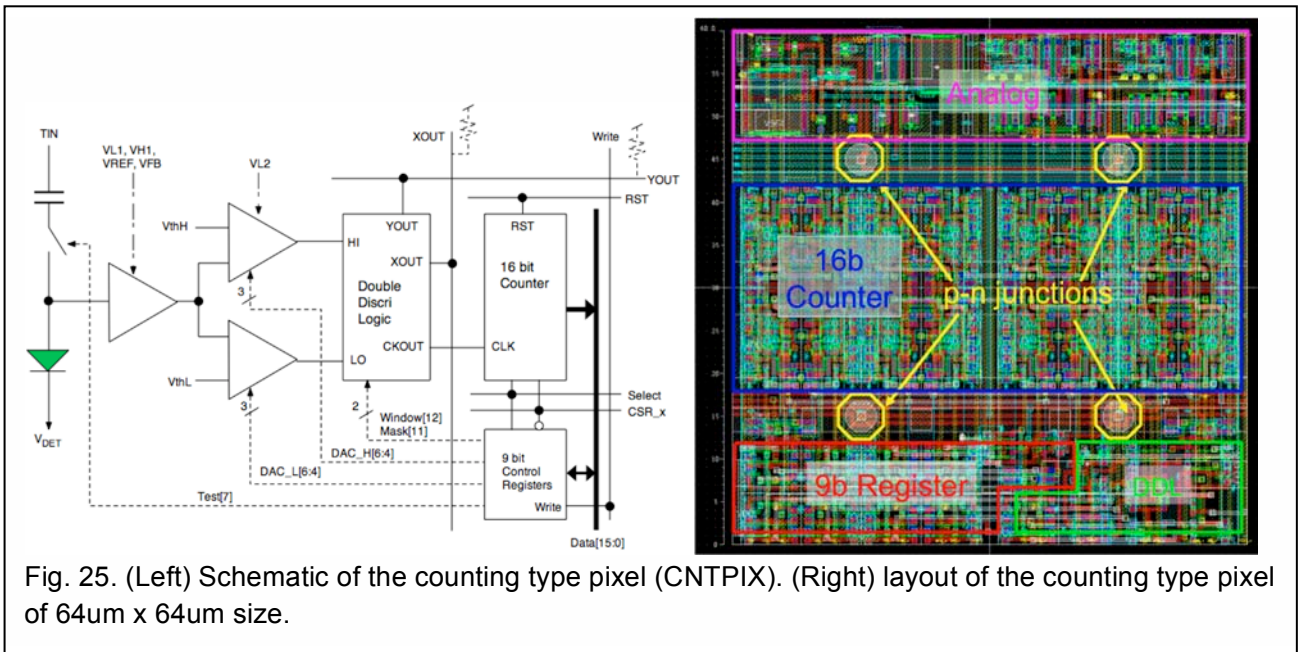 TIN
VL1, VH1,
VREF, VFB
VL2
XOUT
Write
YOUT
RST
VthH
HI
YOUT
XOUT
Double
Discri
Logic
CKOUT
LO
RST
16 bit
Counter
CLK
3
VthL
3
VDET
2
Window[12]
Mask[11]
DAC_H[6:4]
DAC_L[6:4]
Test[7]
Select
CSR_x
9 bit
Control
Registers
Write
Data[15:0]
Analog
16b
Counter
p-n junctions
9b Register
DDL
Fig. 25. (Left) Schematic of the counting type pixel (CNTPIX). (Right) layout of the counting type pixel
of 64um x 64um size.